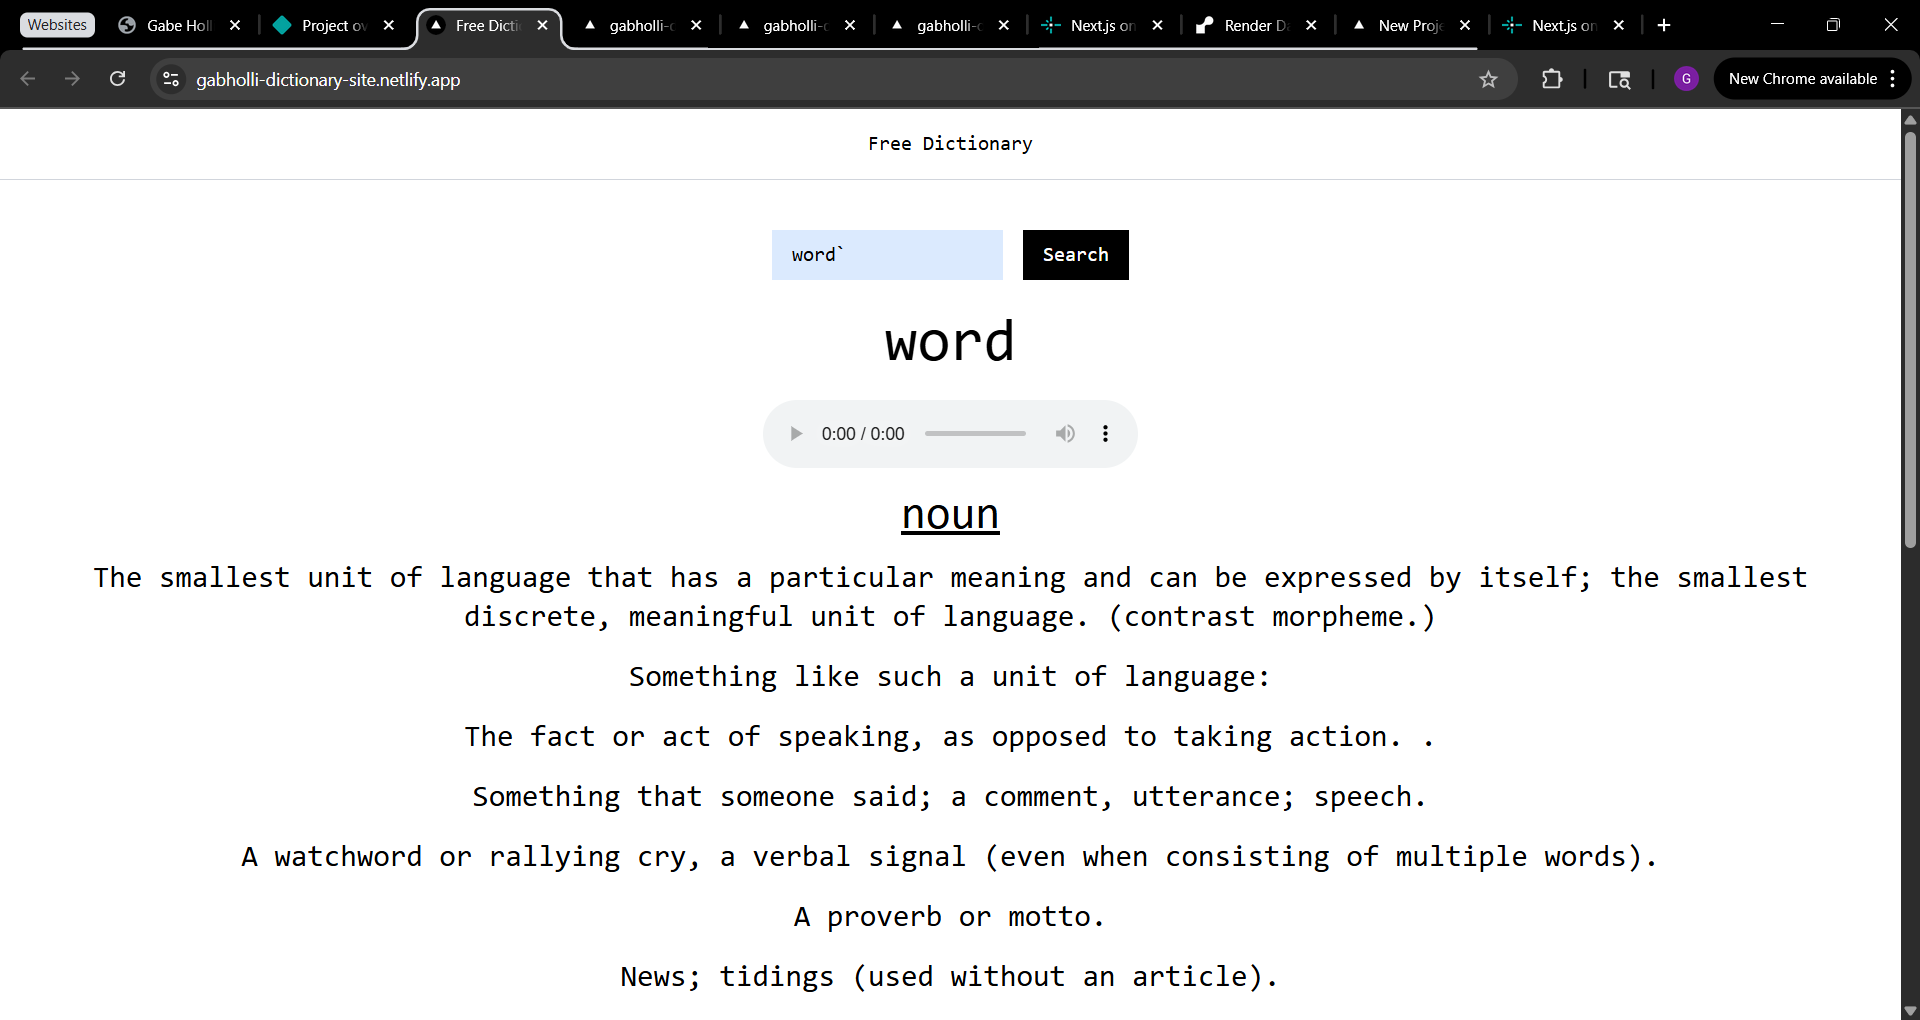 Websites
Gabe Holl
Project ov
Free Dicti
gabholli-
gabholli-
gabholli-
Next.js on
Render D
New Proj
Next.js on
gabholli-dictionary-site.netlify.app
G
New Chrome available
Free Dictionary
word`
Search
word
0:00 / 0:00
noun
The smallest unit of language that has a particular meaning and can be expressed by itself; the smallest
discrete, meaningful unit of language. (contrast morpheme.)
Something like such a unit of language:
The fact or act of speaking, as opposed to taking action. .
Something that someone said; a comment, utterance; speech.
A watchword or rallying cry, a verbal signal (even when consisting of multiple words).
A proverb or motto.
News; tidings (used without an article).